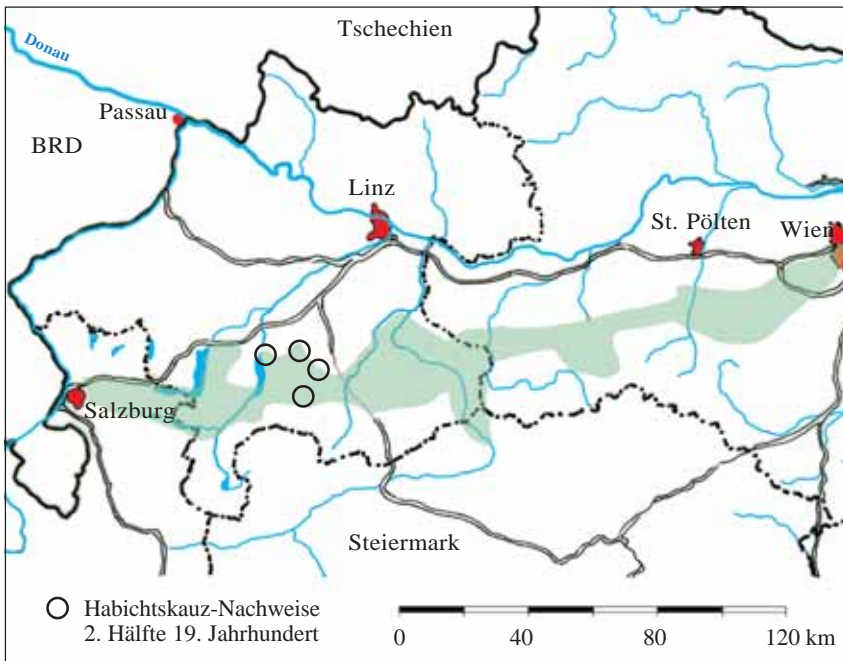 Tschechien
Donau
Passau
BRD
Linz
St. Pölten
Wien
Salzburg
Steiermark
Habichtskauz-Nachweise
2. Hälfte 19. Jahrhundert
0 40 80 120 km